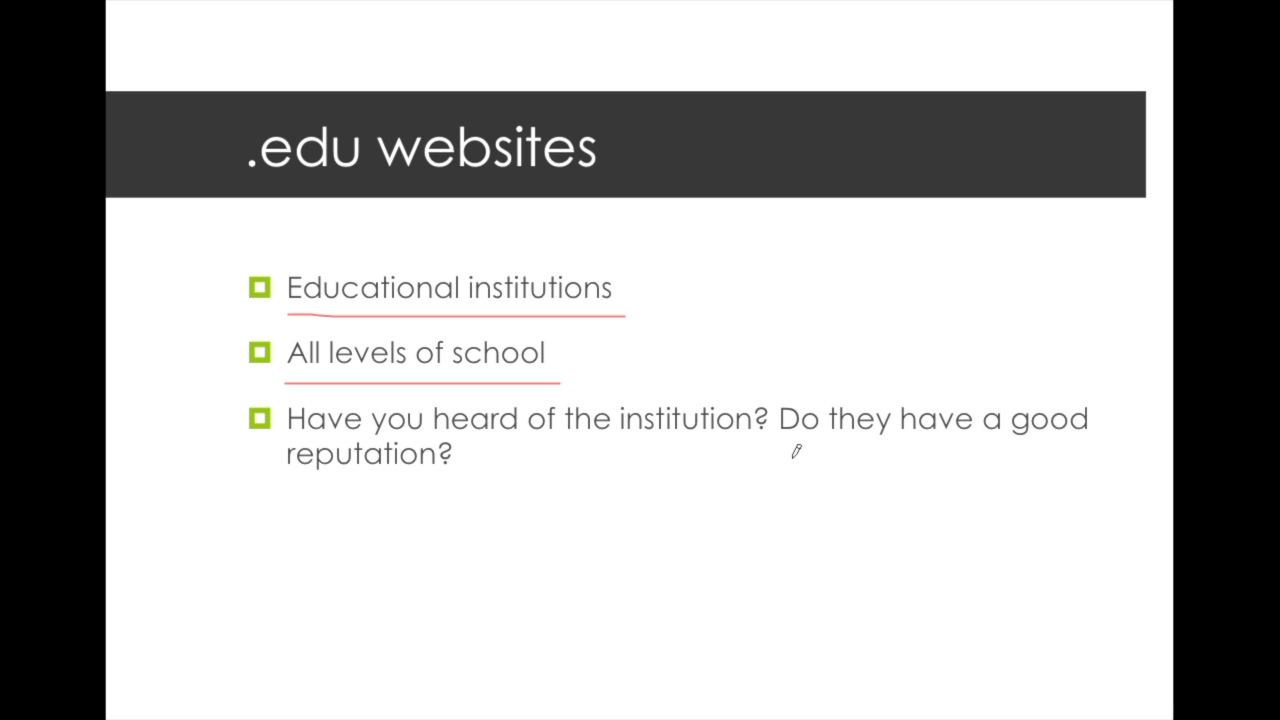 .edu websites
Educational institutions
All levels of school
Have you heard of the institution? Do they have a good
reputation?